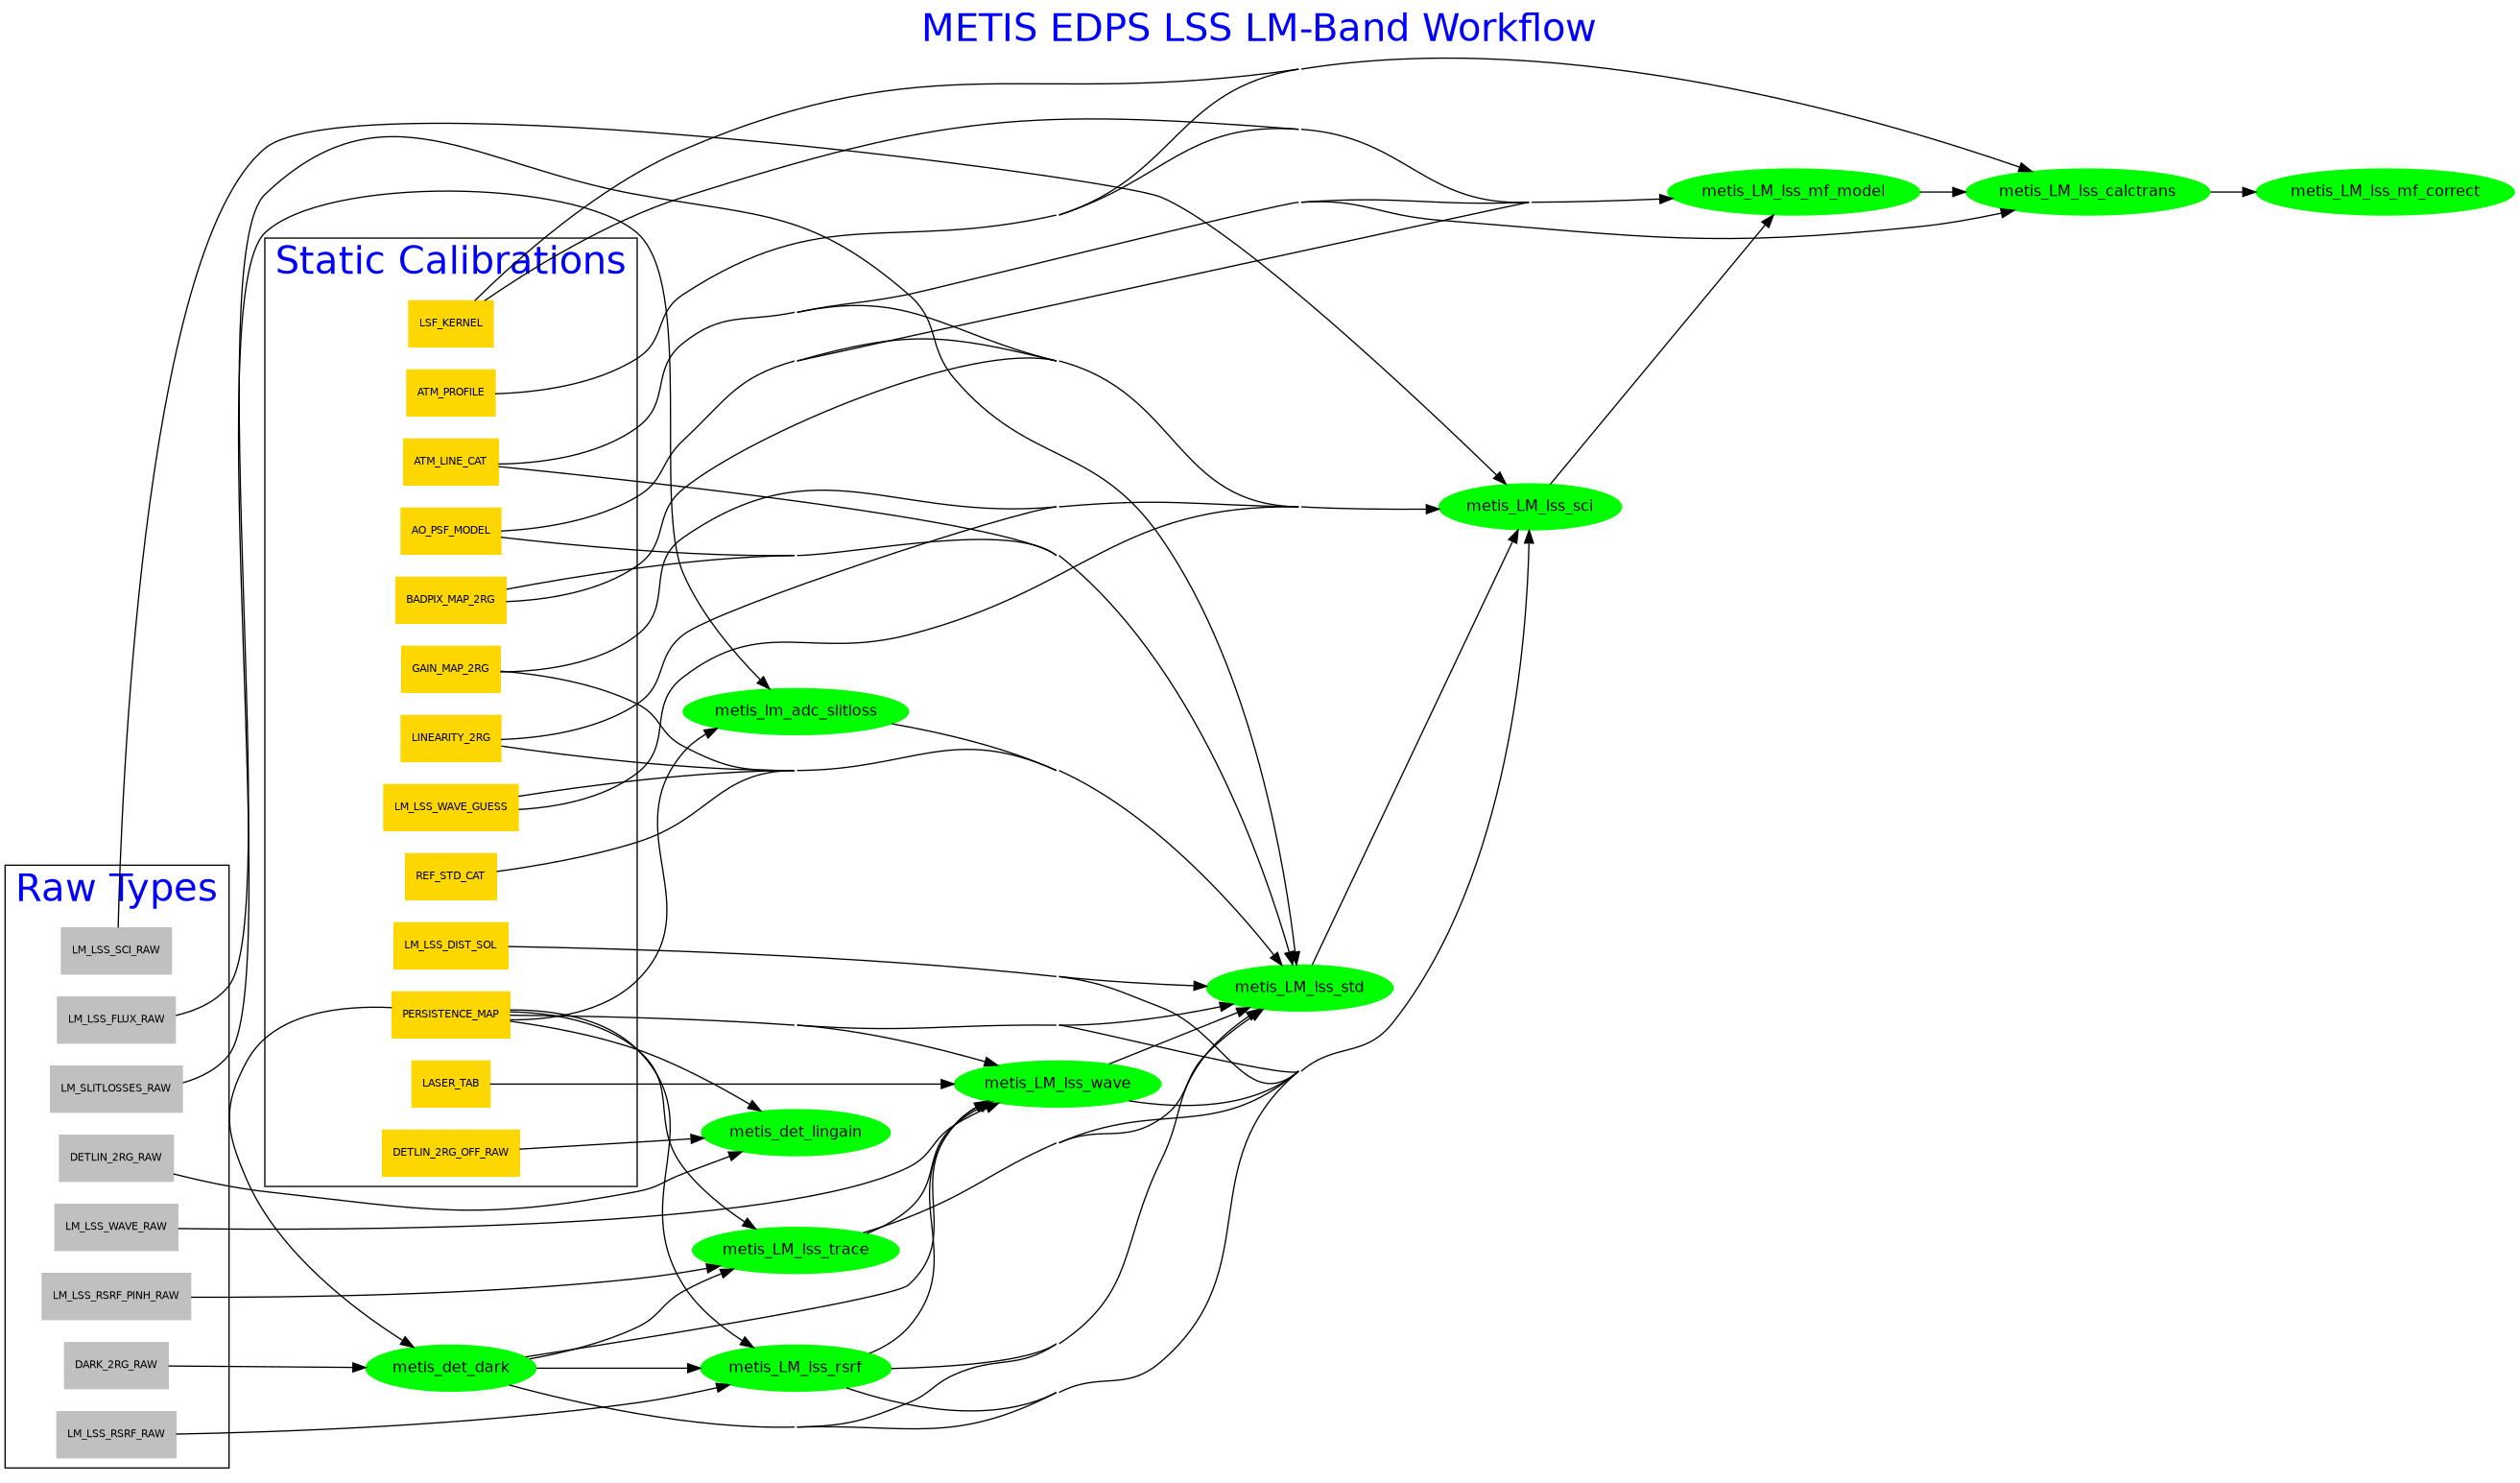 METIS EDPS LSS LM-Band Workflow
Static Calibrations
LSF_KERNEL
ATM_PROFILE
ATM_LINE_CAT
AO_PSF_MODEL
BADPIX_MAP_2RG
GAIN_MAP_2RG
LINEARITY_2RG
LM_LSS_WAVE_GUESS
REF_STD_CAT
LM_LSS_DIST_SOL
PERSISTENCE_MAP
LASER_TAB
DETLIN_2RG_OFF_RAW
Raw Types
LM_LSS_SCI_RAW
LM_LSS_FLUX_RAW
LM_SLITLOSSES_RAW
DETLIN_2RG_RAW
LM_LSS_WAVE_RAW
LM_LSS_RSRF_PINH_RAW
DARK_2RG_RAW
LM_LSS_RSRF_RAW
metis_det_dark
metis_lm_adc_slitloss
metis_det_lingain
metis_LM_lss_trace
metis_LM_lss_rsrf
metis_LM_lss_wave
metis_LM_lss_std
metis_LM_lss_sci
metis_LM_lss_mf_model
metis_LM_lss_calctrans
metis_LM_lss_mf_correct